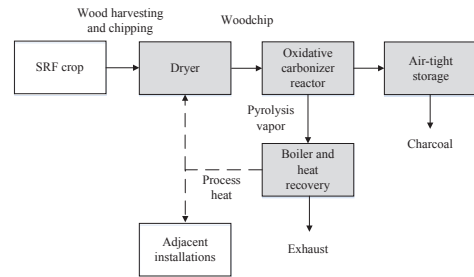 Wood harvesting
and chipping
Woodchip
SRF crop
Dryer
Oxidative
carbonizer
reactor
Air-tight
storage
Pyrolysis
vapor
Charcoal
Boiler and
heat
recovery
Process
heat
Adjacent
installations
Exhaust